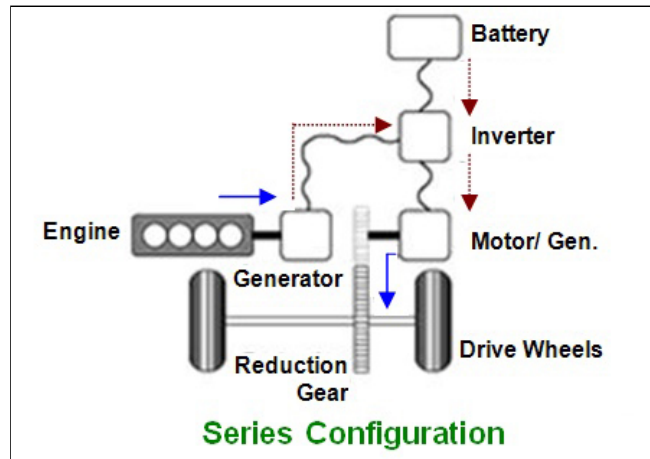 Battery
Inverter
Engine
Motor/ Gen.
Generator
Drive Wheels
Reduction
Gear
Series Configuration